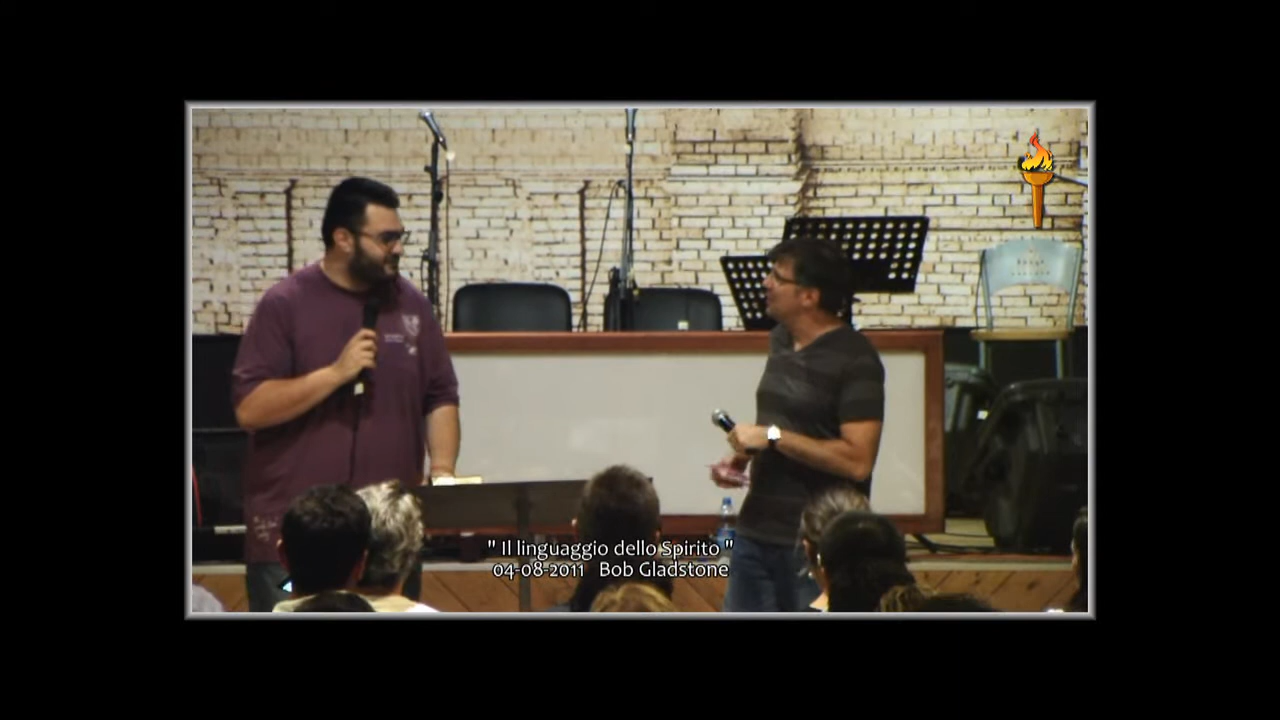 " Il linguaggio dello Spirito "
04-08-2011 Bob Gladstone